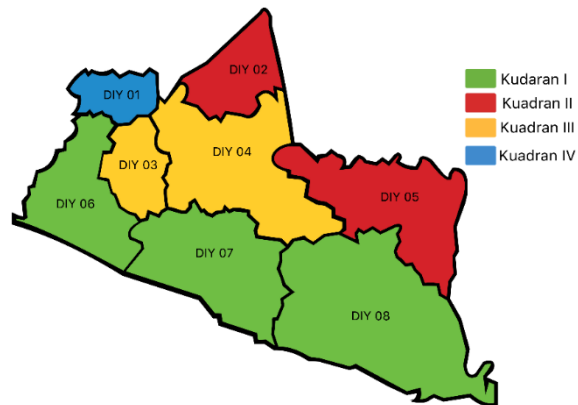 DIY 02
DIY 01
DIY 04
DIY 03
DIY 05
DIY 06
DIY 07
DIY 08
Kudaran I
Kuadran II
Kuadran III
Kuadran IV